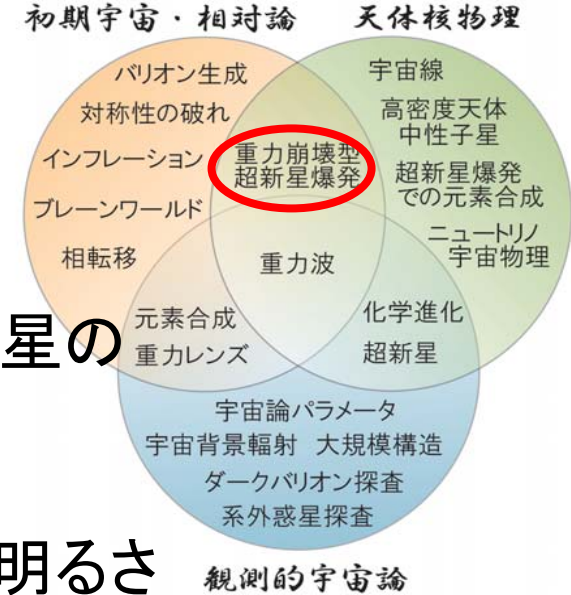 初期宇宙・相対論
天体核物理
バリオン生成
対称性の破れ
インフレーション
ブレーンワールド
相転移
重力崩壊型
超新星爆発
宇宙線
高密度天体
中性子星
超新星爆発
での元素合成
ニュートリノ
宇宙物理
重力波
元素合成
重力レンズ
化学進化
超新星
星の
宇宙論パラメータ
宇宙背景輻射 大規模構造
ダークバリオン探査
系外惑星探査
明るさ
観測的宇宙論